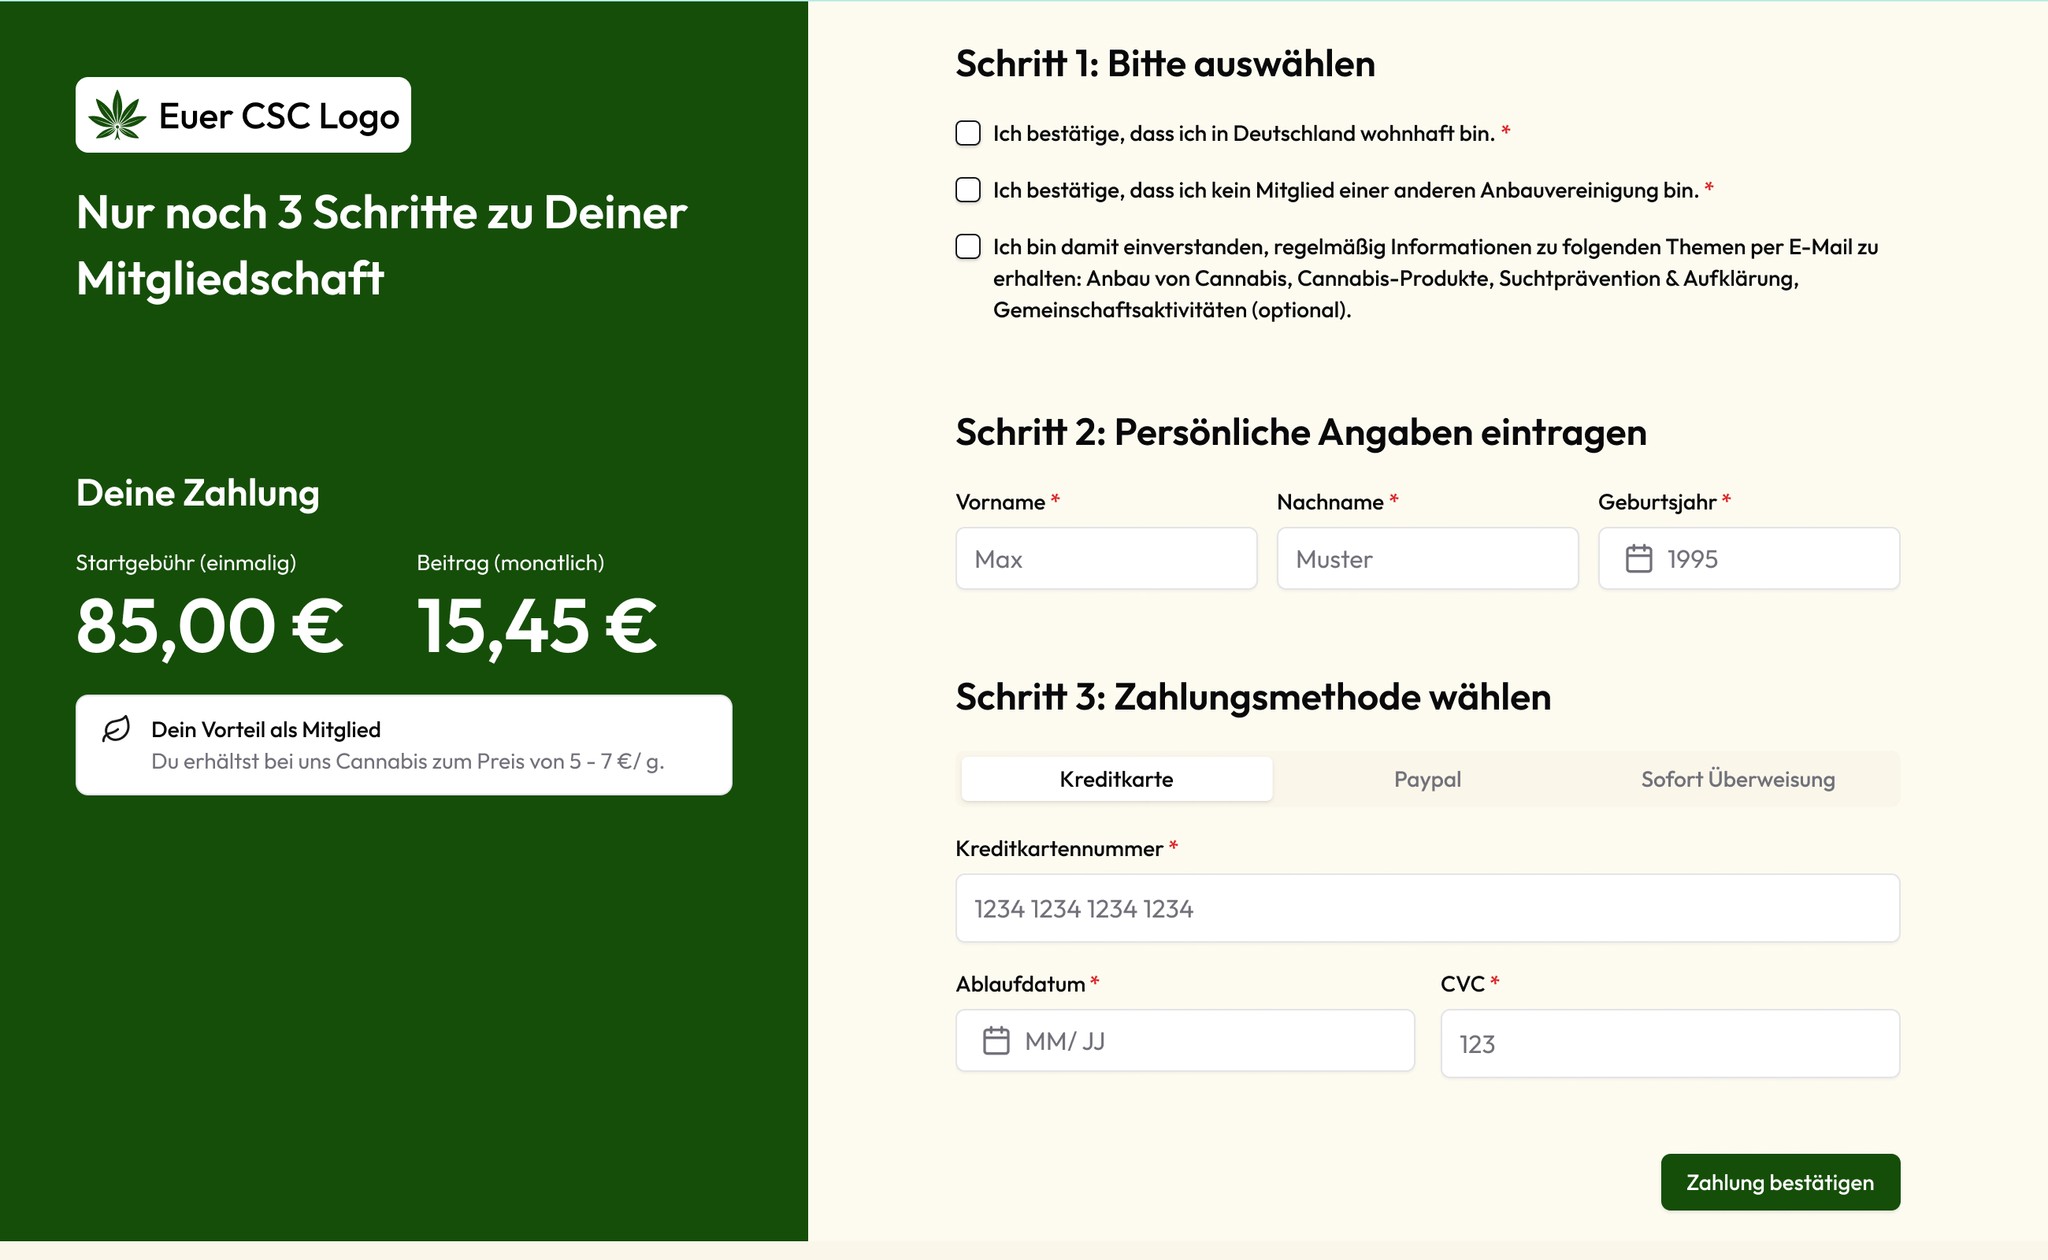 Euer CSC Logo
Nur noch 3 Schritte zu Deiner
Mitgliedschaft
Deine Zahlung
Startgebühr (einmalig)
85,00 €
Beitrag (monatlich)
15,45 €
Dein Vorteil als Mitglied
Du erhältst bei uns Cannabis zum Preis von 5 - 7 €/ g.
Schritt 1: Bitte auswählen
Ich bestätige, dass ich in Deutschland wohnhaft bin. *
Ich bestätige, dass ich kein Mitglied einer anderen Anbauvereinigung bin. *
Ich bin damit einverstanden, regelmäßig Informationen zu folgenden Themen per E-Mail zu
erhalten: Anbau von Cannabis, Cannabis-Produkte, Suchtprävention & Aufklärung,
Gemeinschaftsaktivitäten (optional).
Schritt 2: Persönliche Angaben eintragen
Vorname *
Max
Nachname *
Muster
Geburtsjahr *
1995
Schritt 3: Zahlungsmethode wählen
Kreditkarte
Paypal
Sofort Überweisung
Kreditkartennummer *
1234 1234 1234 1234
Ablaufdatum *
MM/ JJ
CVC *
123
Zahlung bestätigen